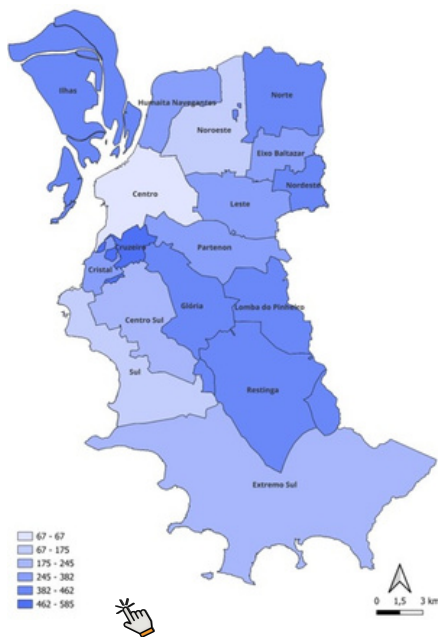 Ilhas
Norte
Humaita Navegantes
Noroeste
Eixo Baltazar
Nordeste
Centro
Leste
Cruzeiro
Partenon
Cristal
Glória
Lomba do Pinheiro
Centro Sul
Sul
Restinga
Extremo Sul
67 - 67
67 - 175
175 - 245
245 - 382
382 - 462
462 - 585
0 1,5 3 km